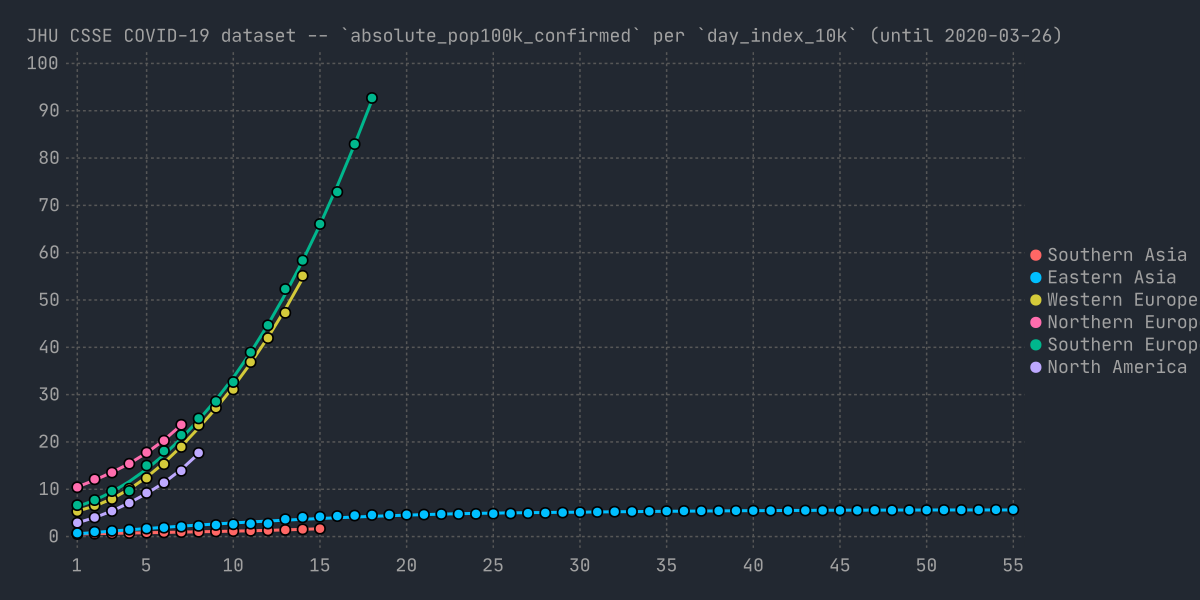 JHU CSSE COVID-19 dataset -- `absolute_pop100k_confirmed` per `day_index_10k` (until 2020-03-26)
100
90
80
70
60
50
40
30
20
10
0
1 5 10 15 20 25 30 35 40 45 50 55
Southern Asia
Eastern Asia
Western Europe
Northern Europ
Southern Europ
North America